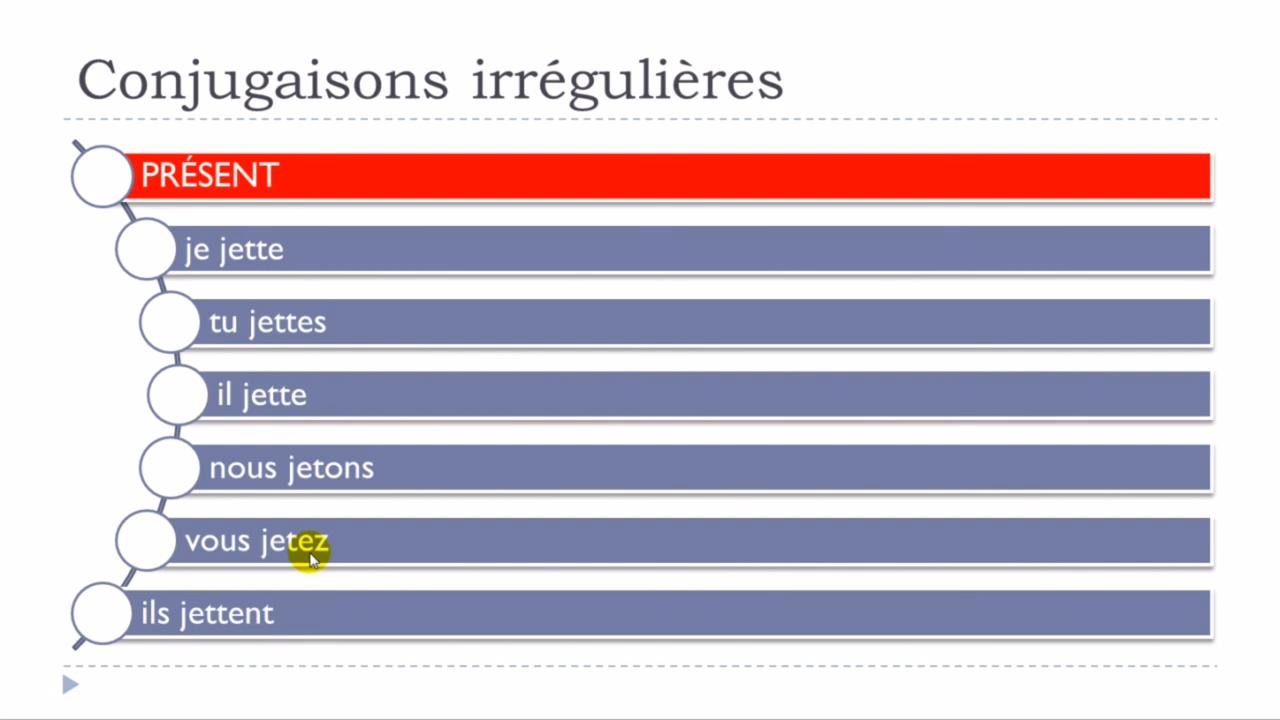 Conjugaisons irrégulières
PRÉSENT
je jette
tu jettes
il jette
nous jetons
vous jetez
ils jettent